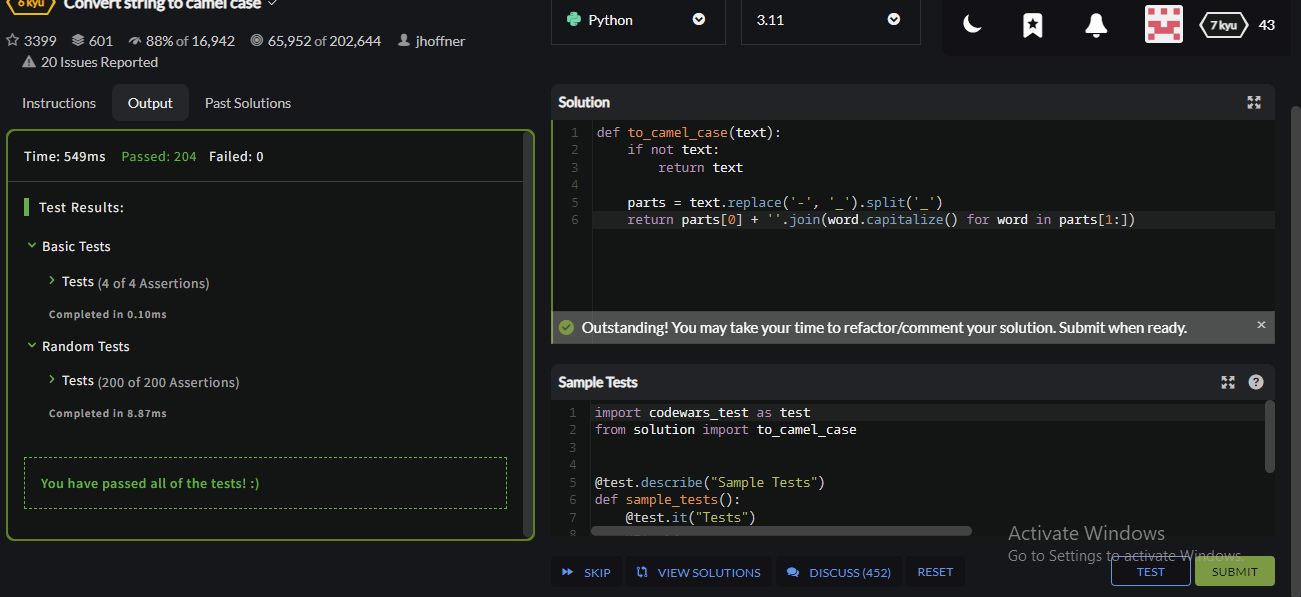 6 kyu Convert string to camel case
3399 601 88% of 16,942 65,952 of 202,644 jhoffner
20 Issues Reported
Python
3.11
7 kyu 43
Instructions Output Past Solutions
Time: 549ms Passed: 204 Failed: 0
Test Results:
Basic Tests
Tests (4 of 4 Assertions)
Completed in 0.10ms
Random Tests
Tests (200 of 200 Assertions)
Completed in 8.87ms
You have passed all of the tests! :)
Solution
1 def to_camel_case(text):
2 if not text:
3 return text
4
5 parts = text.replace('-', '_').split('_')
6 return parts[0] + ''.join(word.capitalize() for word in parts[1:])
Outstanding! You may take your time to refactor/comment your solution. Submit when ready. ×
Sample Tests ?
1 import codewars_test as test
2 from solution import to_camel_case
3
4
5 @test.describe("Sample Tests")
6 def sample_tests():
7 @test.it("Tests")
8
SKIP VIEW SOLUTIONS DISCUSS (452) RESET TEST SUBMIT
Activate Windows
Go to Settings to activate Windows.